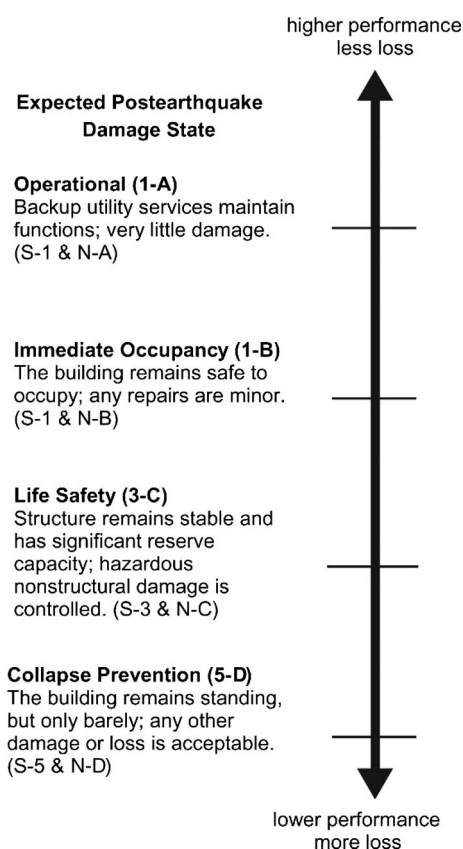 higher performance
less loss
Expected Postearthquake
Damage State
Operational (1-A)
Backup utility services maintain
functions; very little damage.
(S-1 & N-A)
Immediate Occupancy (1-B)
The building remains safe to
occupy; any repairs are minor.
(S-1 & N-B)
Life Safety (3-C)
Structure remains stable and
has significant reserve
capacity; hazardous
nonstructural damage is
controlled. (S-3 & N-C)
Collapse Prevention (5-D)
The building remains standing,
but only barely; any other
damage or loss is acceptable.
(S-5 & N-D)
lower performance
more loss